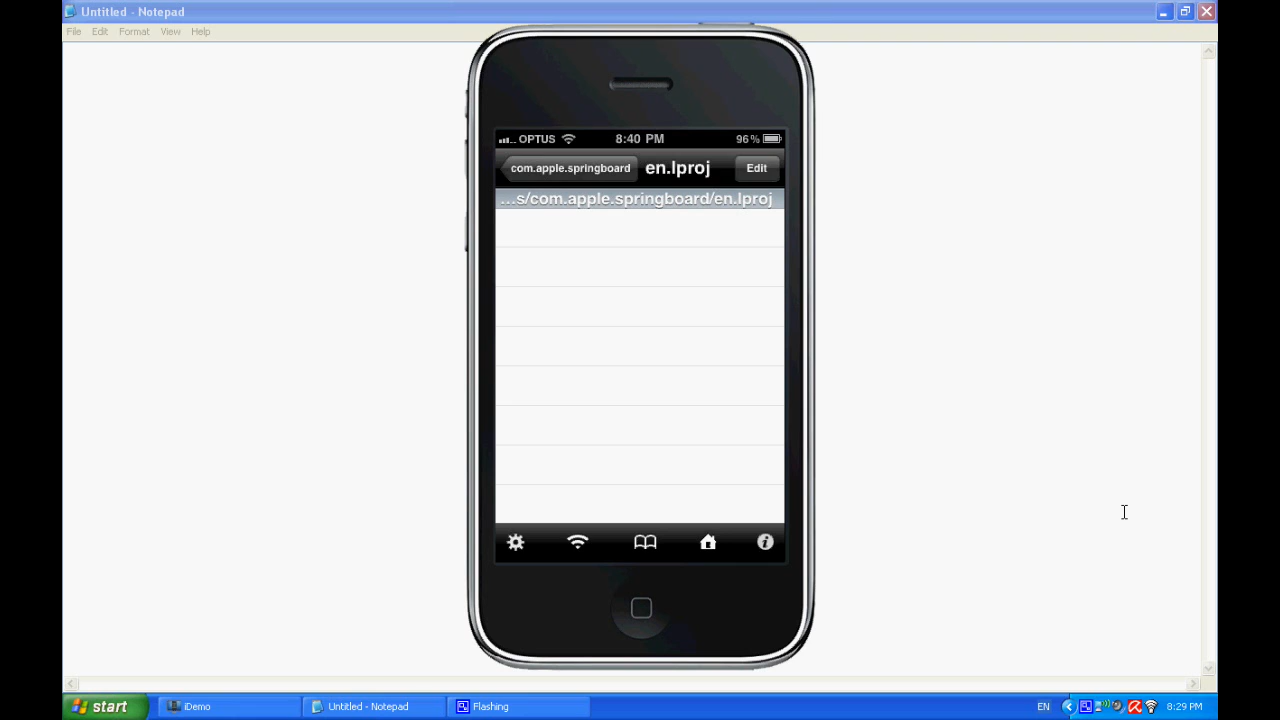 Untitled - Notepad
File Edit Format View Help
OPTUS 8:40 PM 96%
com.apple.springboard en.lproj Edit
...s/com.apple.springboard/en.lproj
start iDemo Untitled - Notepad Flashing EN 8:29 PM